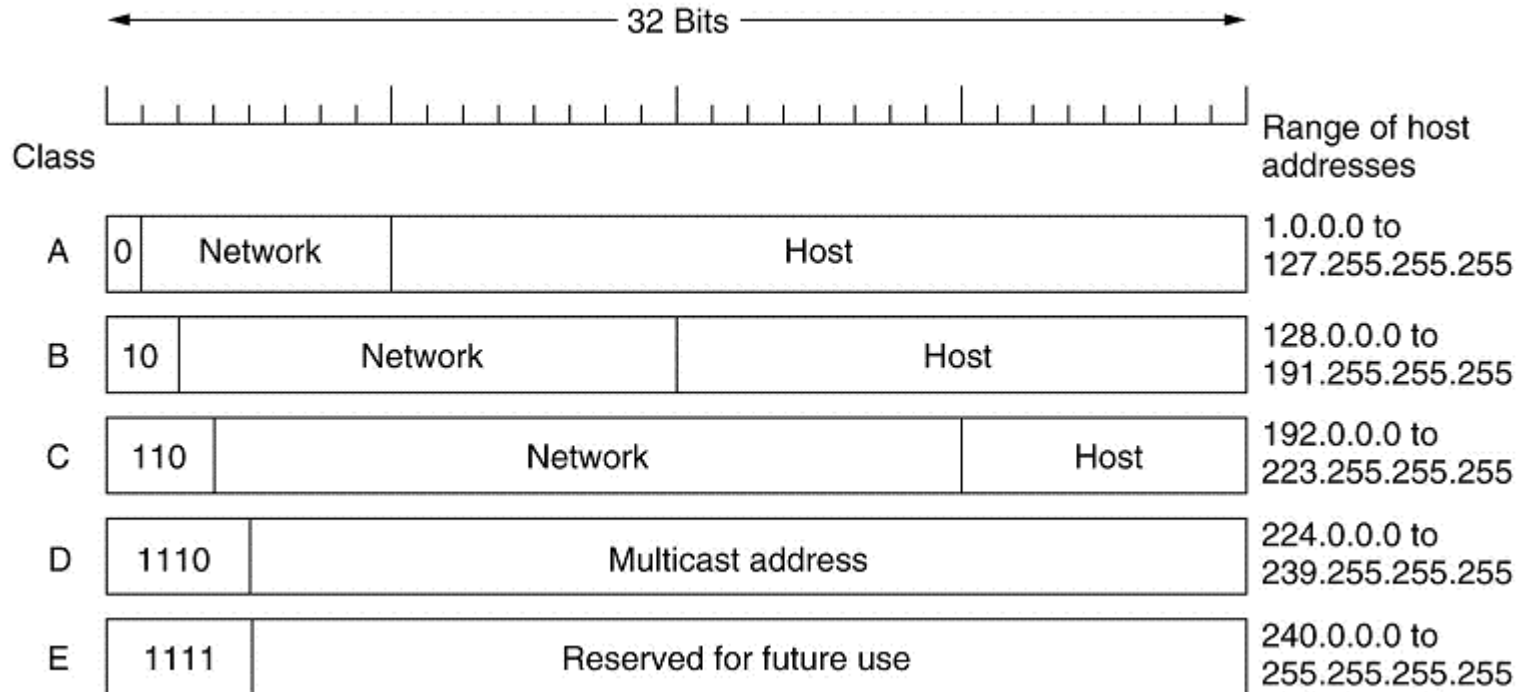 32 Bits
Range of host
addresses
Class
A
0
Network
Host
1.0.0.0 to
127.255.255.255
B
10
Network
Host
128.0.0.0 to
191.255.255.255
C
110
Network
Host
192.0.0.0 to
223.255.255.255
D
1110
Multicast address
224.0.0.0 to
239.255.255.255
E
1111
Reserved for future use
240.0.0.0 to
255.255.255.255